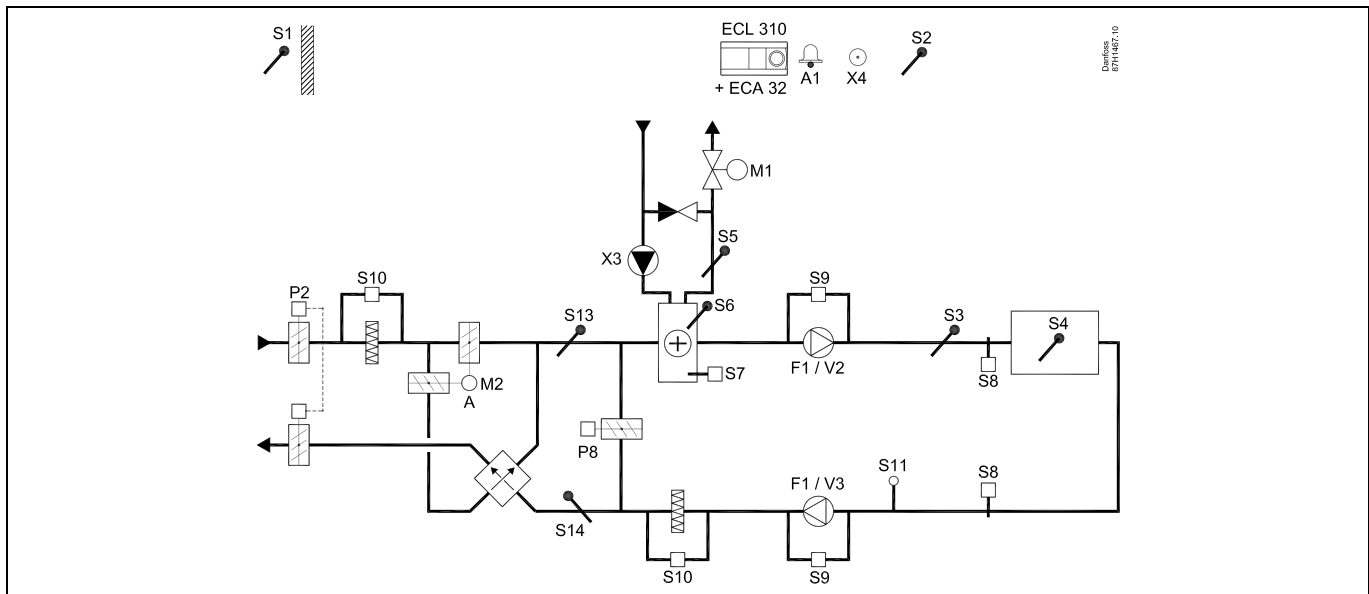 S1
ECL 310
S2
A1
X4
+ ECA 32
Danfoss
87H1467.10
M1
S5
X3
S10
P2
S9
S13
S6
S3
S4
F1 / V2
S7
S8
M2
A
P8
S11
S8
F1 / V3
S14
S10
S9